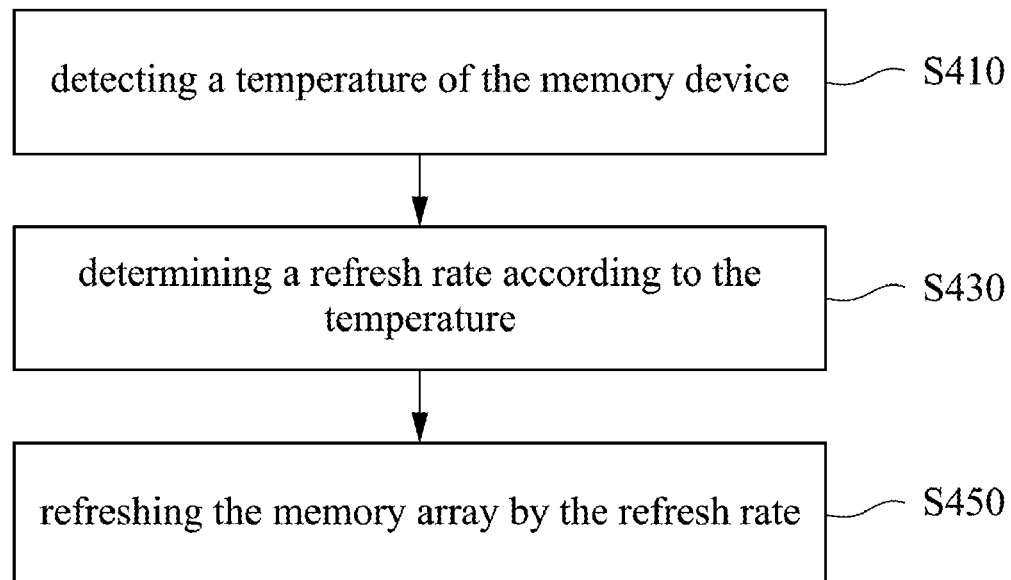 detecting a temperature of the memory device
S410
determining a refresh rate according to the
temperature
S430
refreshing the memory array by the refresh rate
S450